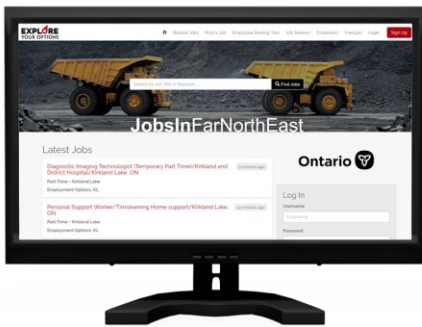 EXPLORE
YOUR OPTIONS
Browse Jobs Find a Job Employee Sharing Tool Job Seekers Employers Français Login Sign Up
Search by Job Title or Keyword...
Find Jobs
JobsInFarNorthEast
Latest Jobs
Diagnostic Imaging Technologist (Temporary Part Time)/Kirkland and
District Hospital/Kirkland Lake, ON
Part-Time - Kirkland Lake
Employment Options, KL
Personal Support Worker/Timiskaming Home support/Kirkland Lake,
ON
Part-Time - Kirkland Lake
Employment Options, KL
Ontario
Log In
Username
Username
Password